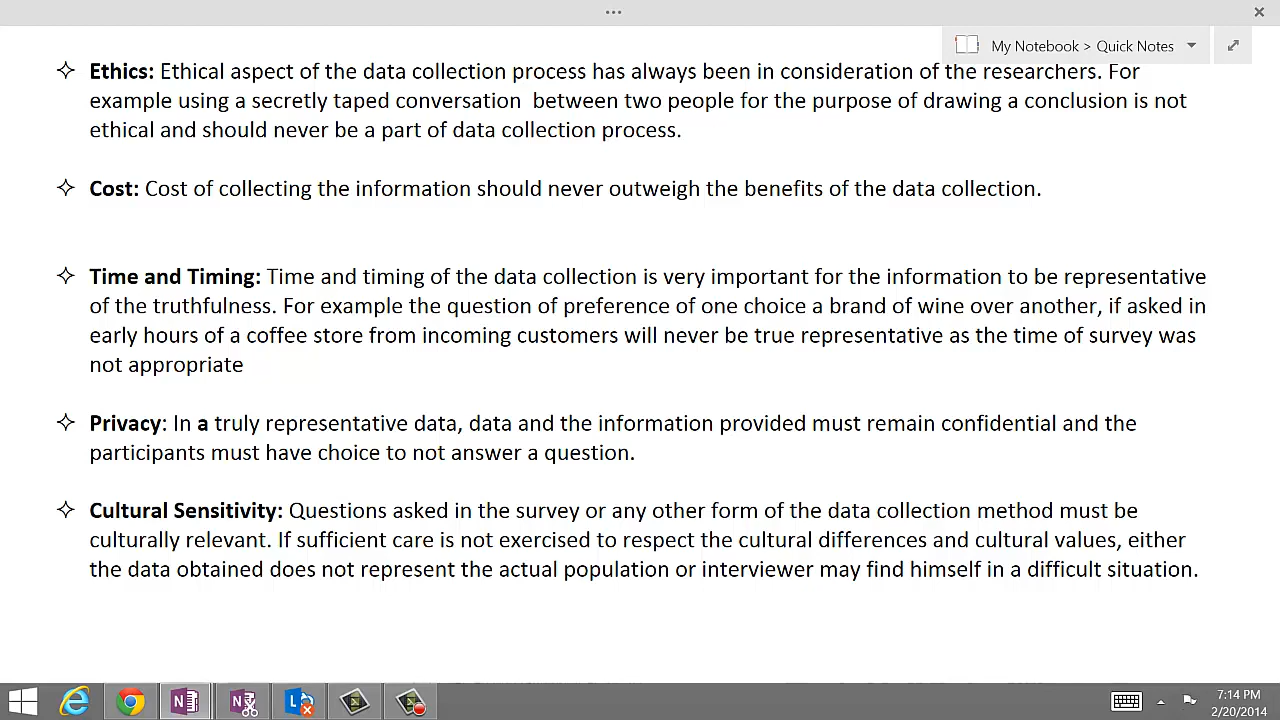 My Notebook > Quick Notes
Ethics: Ethical aspect of the data collection process has always been in consideration of the researchers. For
example using a secretly taped conversation between two people for the purpose of drawing a conclusion is not
ethical and should never be a part of data collection process.
Cost: Cost of collecting the information should never outweigh the benefits of the data collection.
Time and Timing: Time and timing of the data collection is very important for the information to be representative
of the truthfulness. For example the question of preference of one choice a brand of wine over another, if asked in
early hours of a coffee store from incoming customers will never be true representative as the time of survey was
not appropriate
Privacy: In a truly representative data, data and the information provided must remain confidential and the
participants must have choice to not answer a question.
Cultural Sensitivity: Questions asked in the survey or any other form of the data collection method must be
culturally relevant. If sufficient care is not exercised to respect the cultural differences and cultural values, either
the data obtained does not represent the actual population or interviewer may find himself in a difficult situation.
7:14 PM
2/20/2014